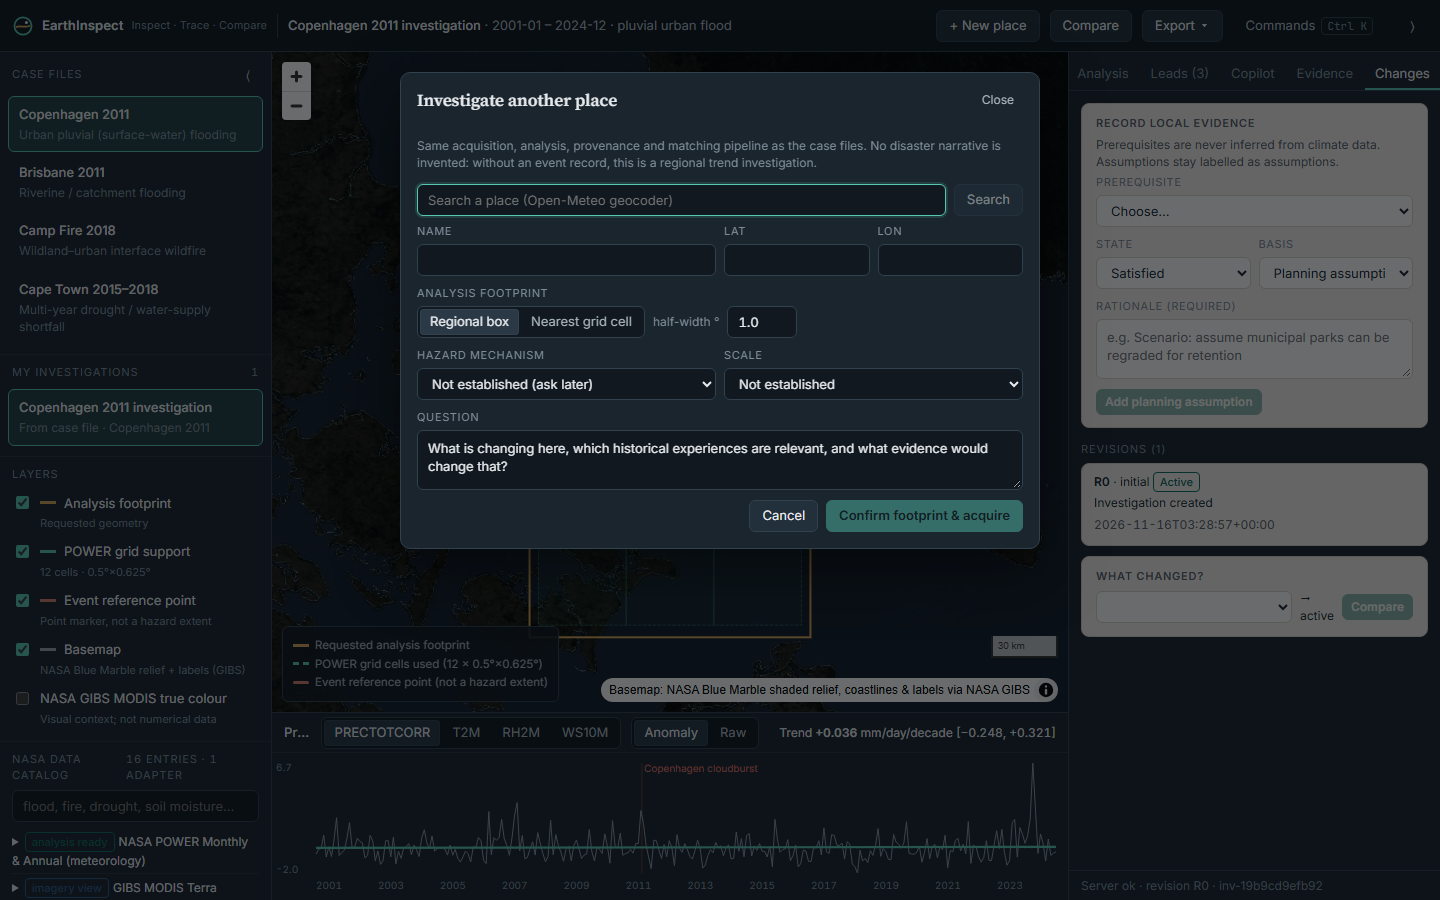 EarthInspect Inspect · Trace · Compare
Copenhagen 2011 investigation · 2001-01 – 2024-12 · pluvial urban flood
+ New place
Compare
Export
Commands Ctrl K
CASE FILES
Copenhagen 2011
Urban pluvial (surface-water) flooding
Brisbane 2011
Riverine / catchment flooding
Camp Fire 2018
Wildland–urban interface wildfire
Cape Town 2015–2018
Multi-year drought / water-supply
shortfall
MY INVESTIGATIONS 1
Copenhagen 2011 investigation
From case file · Copenhagen 2011
LAYERS
Analysis footprint
Requested geometry
POWER grid support
12 cells · 0.5°×0.625°
Event reference point
Point marker, not a hazard extent
Basemap
NASA Blue Marble relief + labels (GIBS)
NASA GIBS MODIS true colour
Visual context; not numerical data
NASA DATA
CATALOG
16 ENTRIES · 1
ADAPTER
flood, fire, drought, soil moisture...
analysis ready NASA POWER Monthly
& Annual (meteorology)
imagery view GIBS MODIS Terra
+
−
Investigate another place
Close
Same acquisition, analysis, provenance and matching pipeline as the case files. No disaster narrative is
invented: without an event record, this is a regional trend investigation.
Search a place (Open-Meteo geocoder)
Search
NAME
LAT
LON
ANALYSIS FOOTPRINT
Regional box
Nearest grid cell
half-width °
1.0
HAZARD MECHANISM
SCALE
Not established (ask later)
Not established
QUESTION
What is changing here, which historical experiences are relevant, and what evidence would
change that?
Cancel
Confirm footprint & acquire
Requested analysis footprint
POWER grid cells used (12 × 0.5°×0.625°)
Event reference point (not a hazard extent)
30 km
Basemap: NASA Blue Marble shaded relief, coastlines & labels via NASA GIBS
Pr...
PRECTOTCORR
T2M
RH2M
WS10M
Anomaly
Raw
Trend +0.036 mm/day/decade [−0.248, +0.321]
6.7
Copenhagen cloudburst
-2.0
2001 2003 2005 2007 2009 2011 2013 2015 2017 2019 2021 2023
Analysis
Leads (3)
Copilot
Evidence
Changes
RECORD LOCAL EVIDENCE
Prerequisites are never inferred from climate data.
Assumptions stay labelled as assumptions.
PREREQUISITE
Choose...
STATE
BASIS
Satisfied
Planning assumpti
RATIONALE (REQUIRED)
e.g. Scenario: assume municipal parks can be
regraded for retention
Add planning assumption
REVISIONS (1)
R0 · initial Active
Investigation created
2026-11-16T03:28:57+00:00
WHAT CHANGED?
→
active
Compare
Server ok · revision R0 · inv-19b9cd9efb92